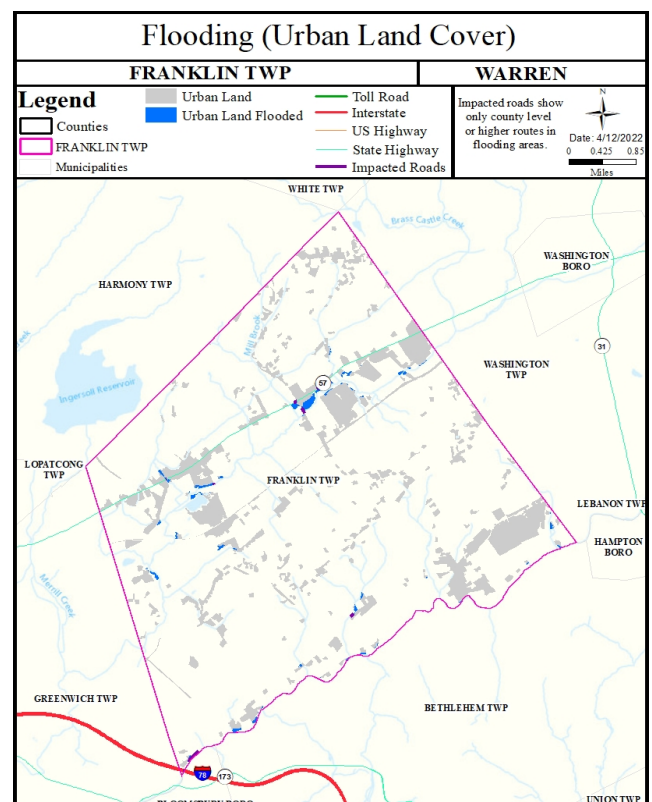 Flooding (Urban Land Cover)
FRANKLIN TWP
WARREN
Legend
Counties
FRANKLIN TWP
Municipalities
Urban Land
Urban Land Flooded
Toll Road
Interstate
US Highway
State Highway
Impacted Roads
Impacted roads show
only county level
or higher routes in
flooding areas.
N
Date: 4/12/2022
0 0.425 0.85
Miles
WHITE TWP
Brass Castle Creek
WASHINGTON
BORO
HARMONY TWP
Mill Brook
31
WASHINGTON
TWP
57
Ingersoll Reservoir
LOPATCONG
TWP
FRANKLIN TWP
LEBANON TWP
HAMPTON
BORO
Merrill Creek
GREENWICH TWP
BETHLEHEM TWP
78
173
BLOOMSBURY BORO
UNION TWP